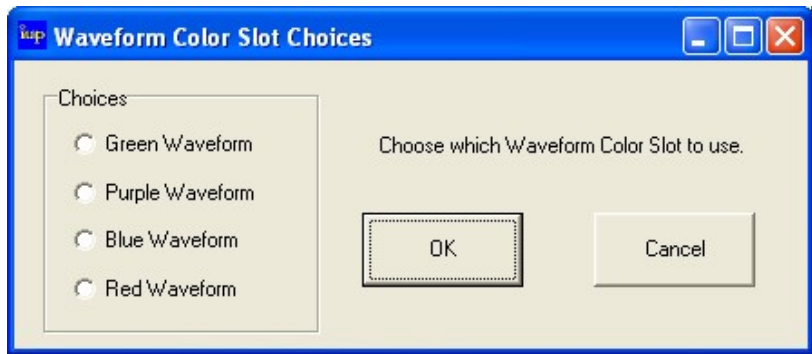 iup Waveform Color Slot Choices
Choices
Green Waveform
Purple Waveform
Blue Waveform
Red Waveform
Choose which Waveform Color Slot to use.
OK
Cancel